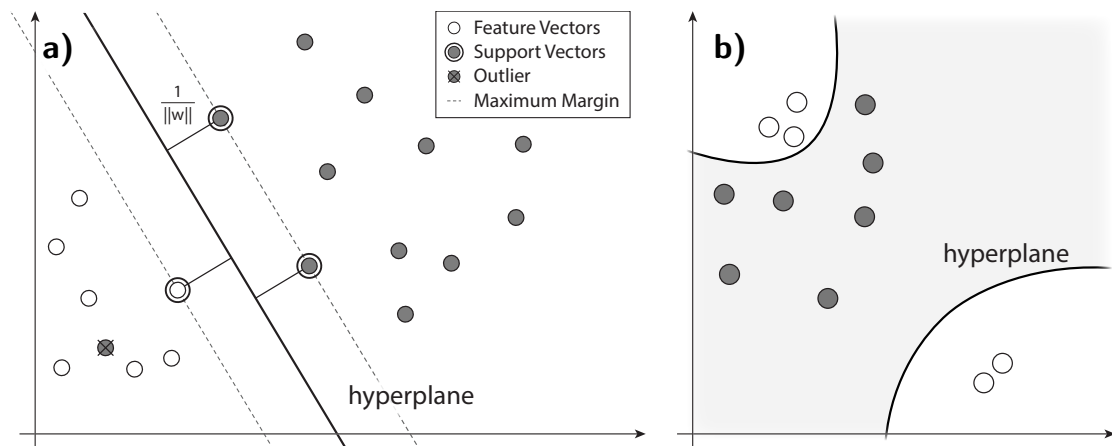 a)
1
||w||
Feature Vectors
Support Vectors
Outlier
Maximum Margin
hyperplane
b)
hyperplane